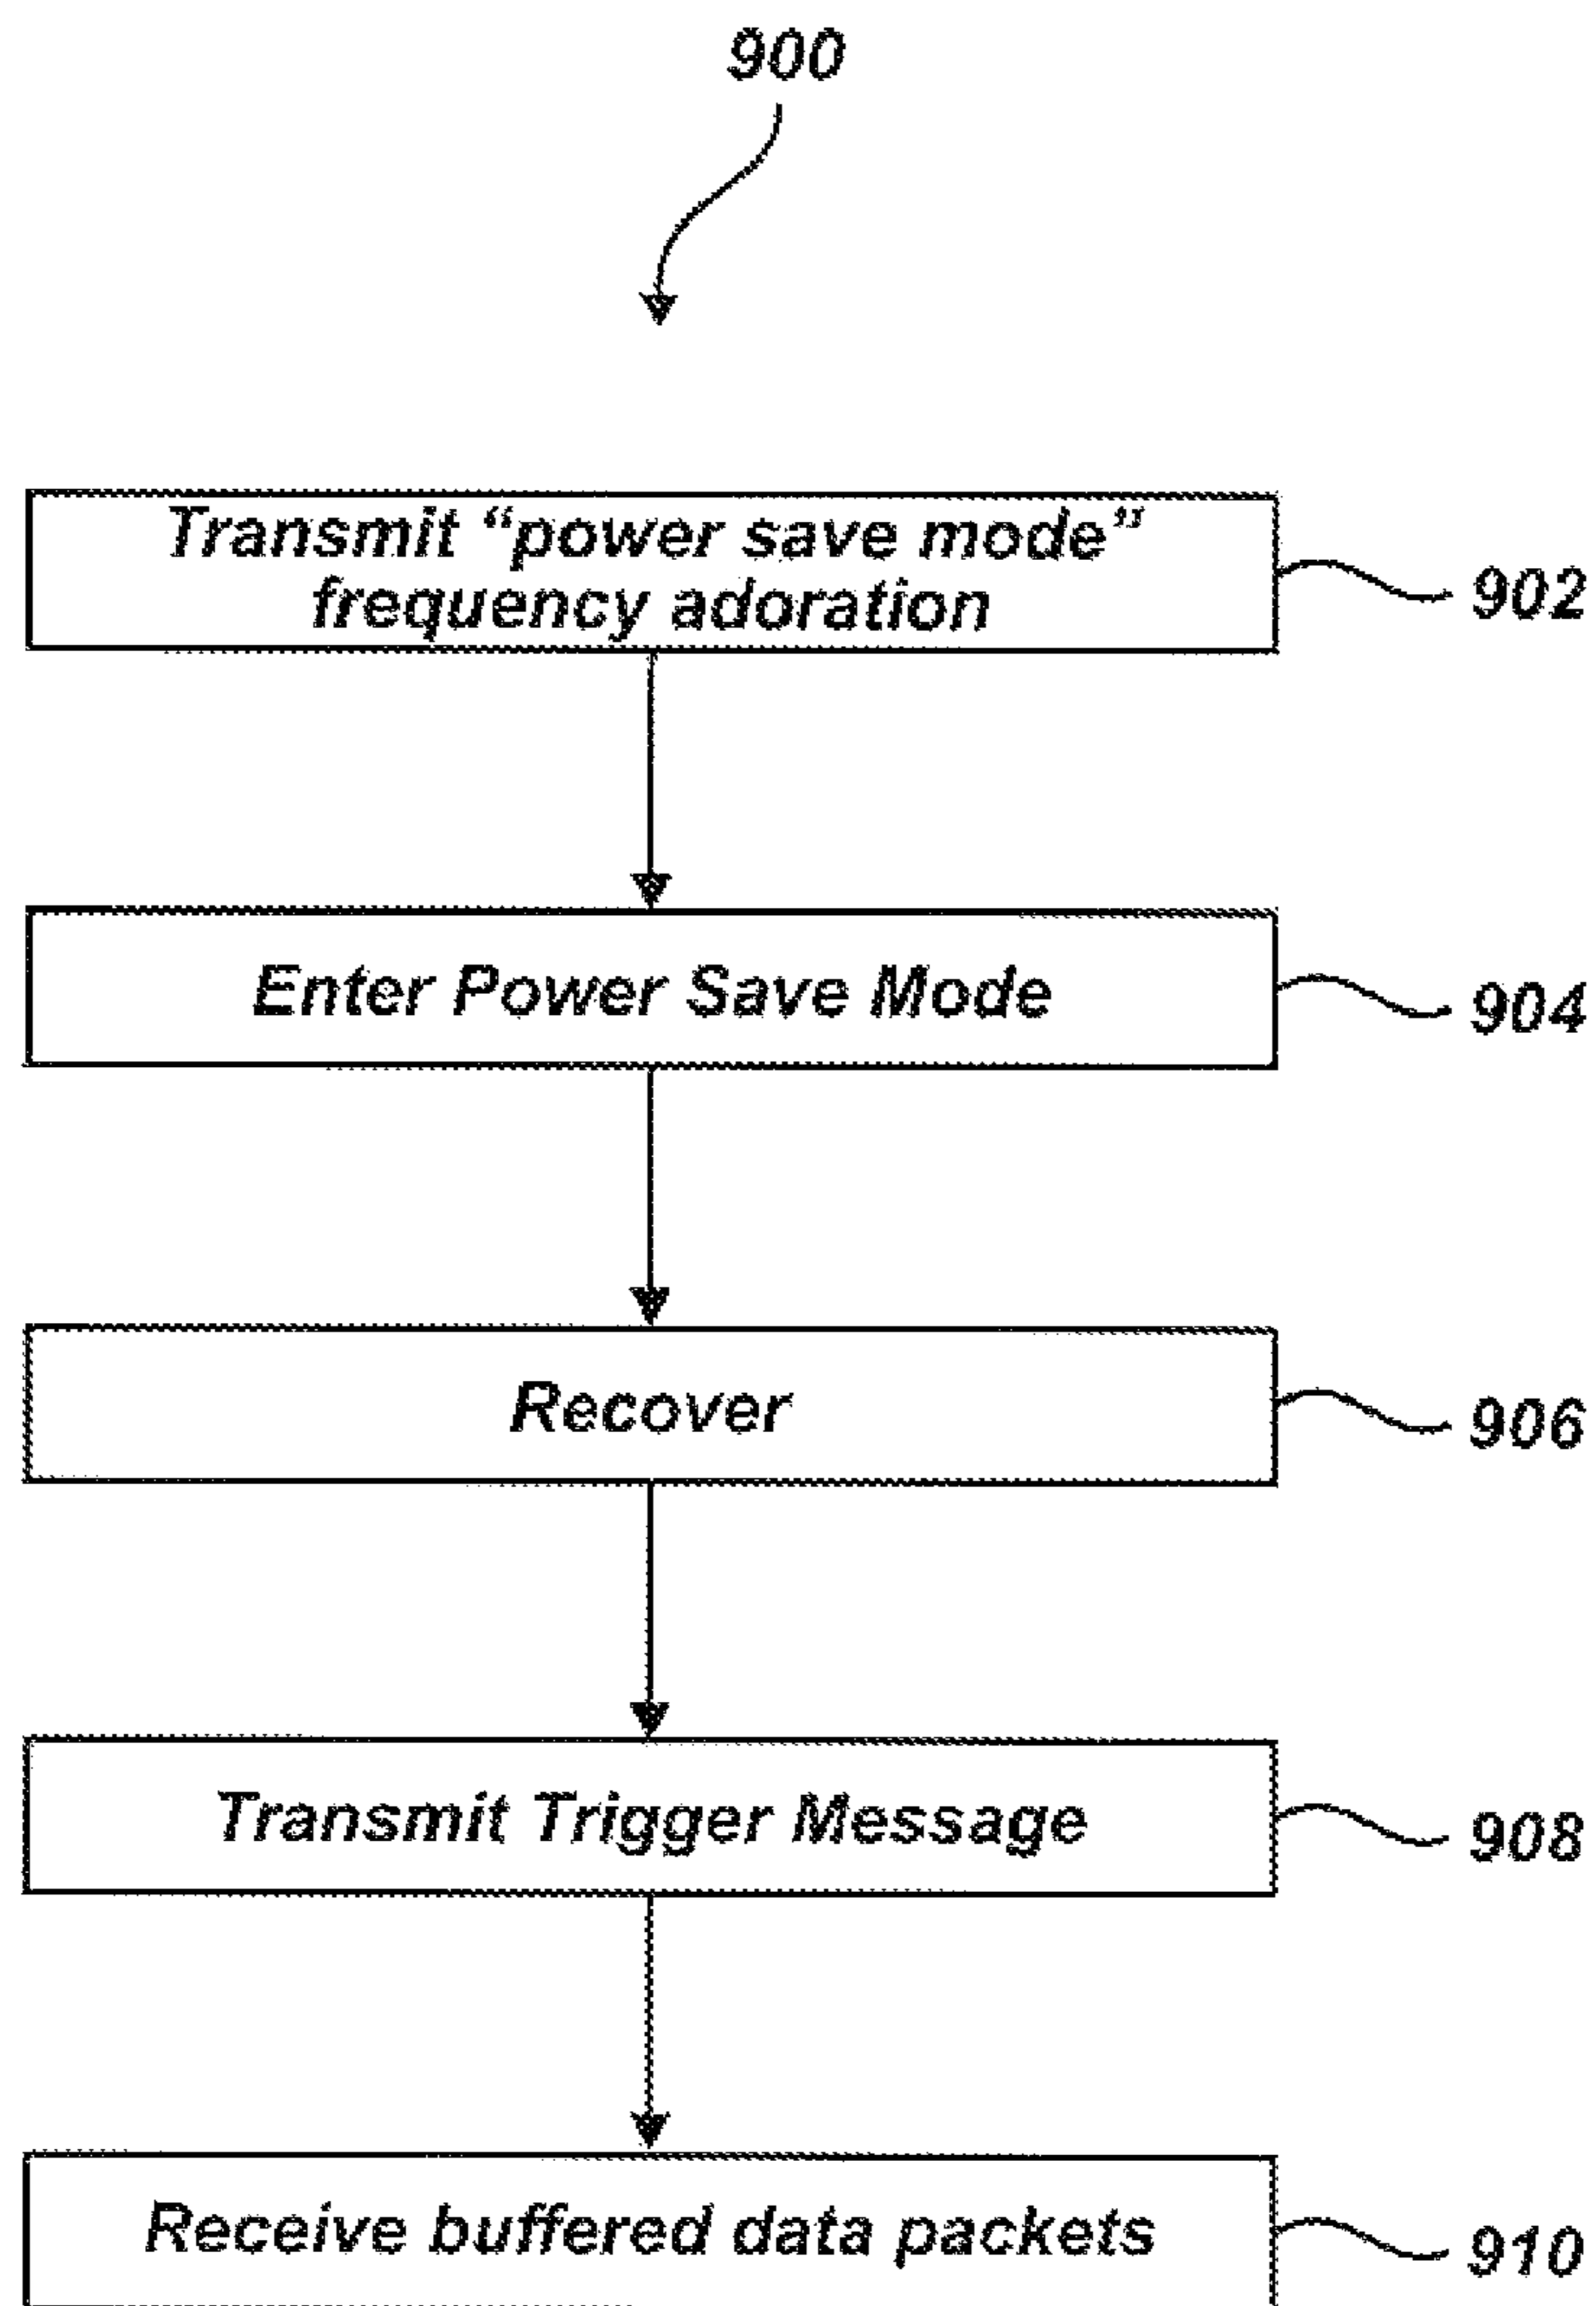 900
Transmit “power save mode”
frequency adoration
902
Enter Power Save Mode
904
Recover
906
Transmit Trigger Message
908
Receive buffered data packets
910